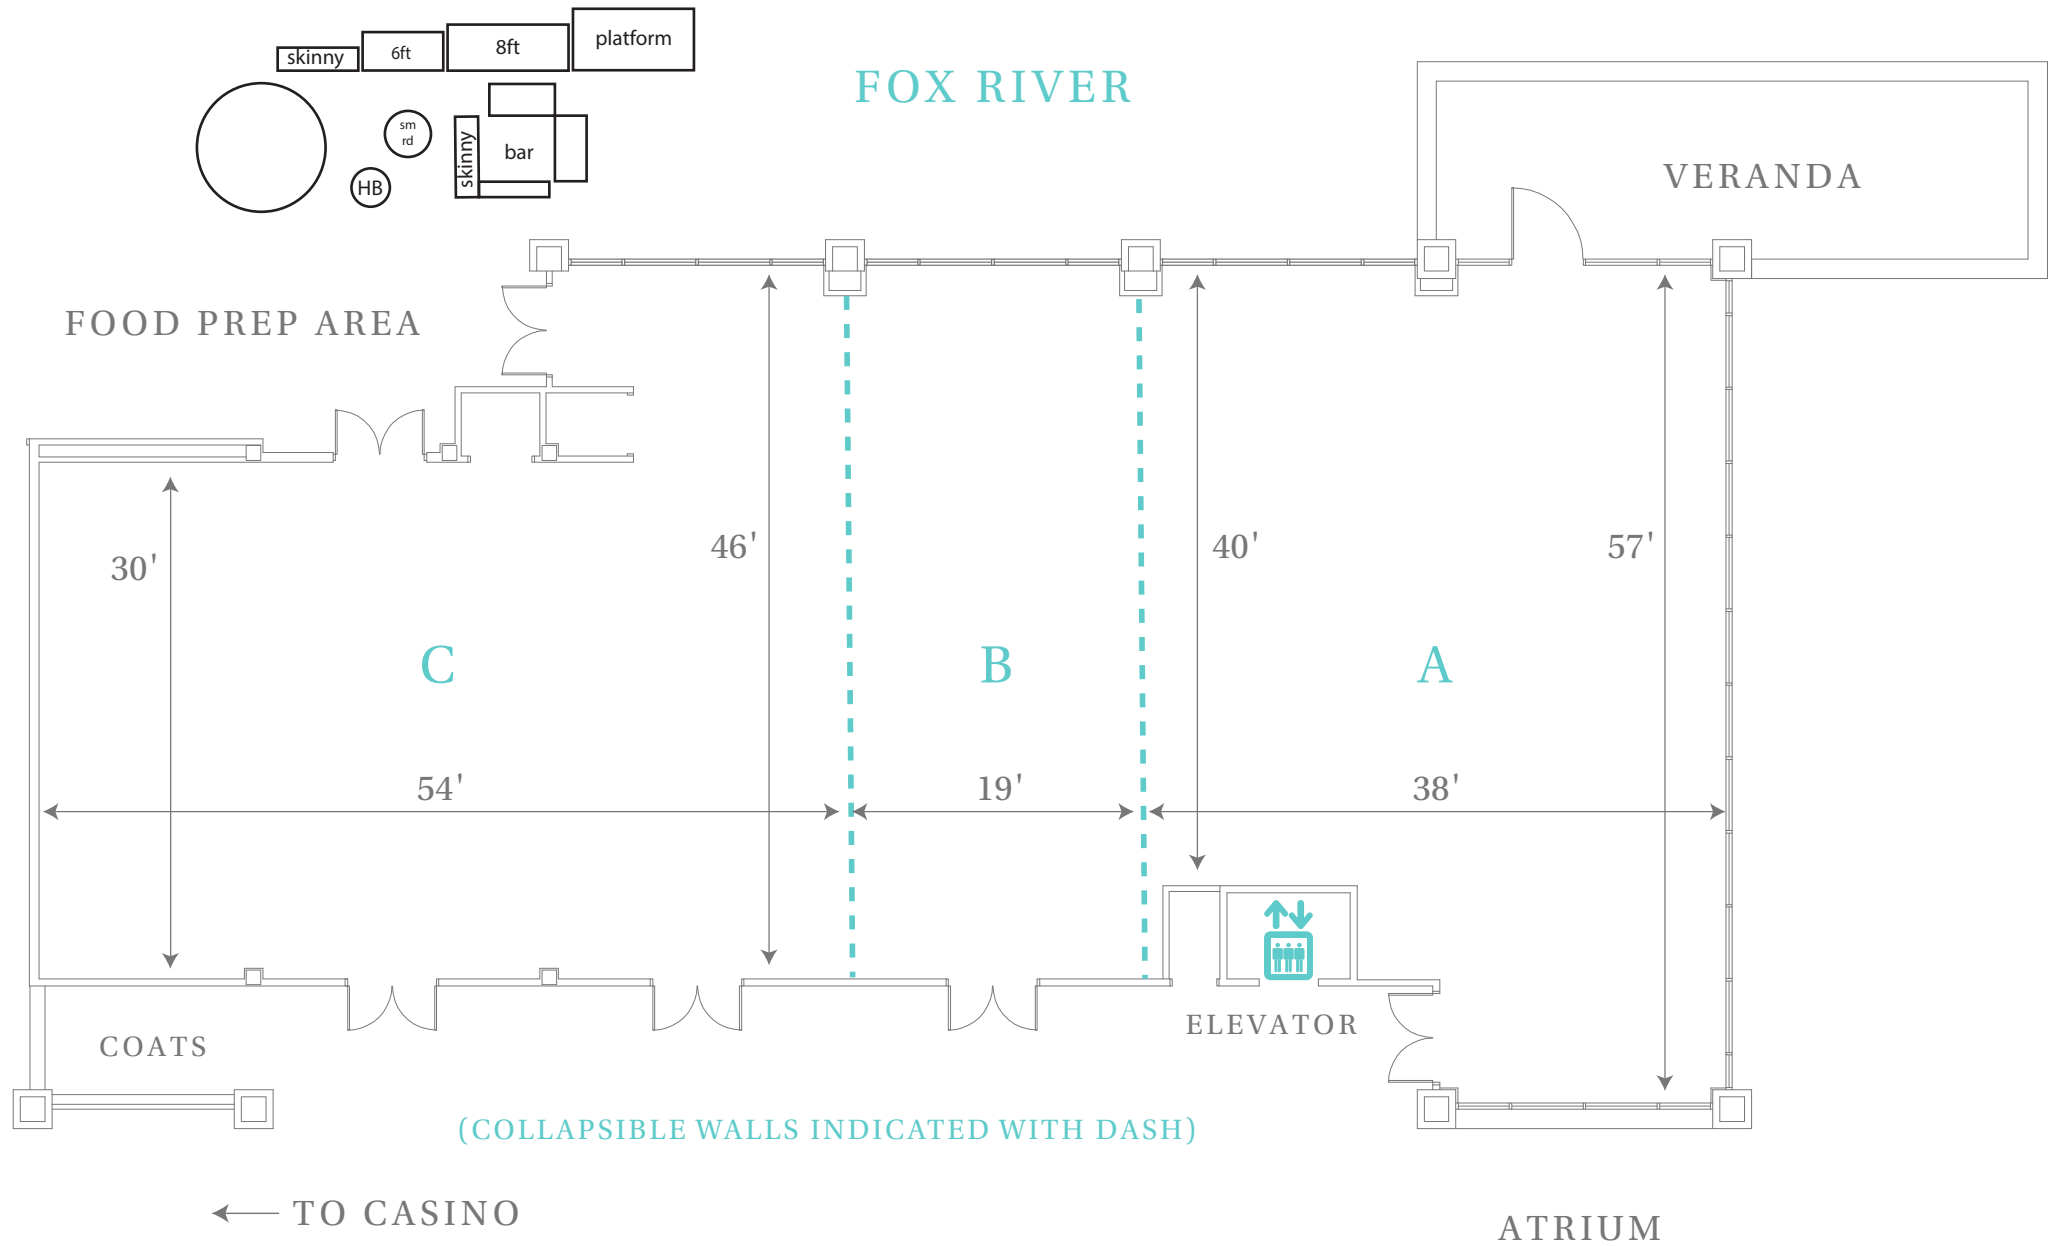 platform
8ft
6ft
skinny
FOX RIVER
sm
rd
bar
skinny
HB
VERANDA
FOOD PREP AREA
46'
40'
57'
30'
C
B
A
54'
19'
38'
ELEVATOR
COATS
(COLLAPSIBLE WALLS INDICATED WITH DASH)
TO CASINO
ATRIUM